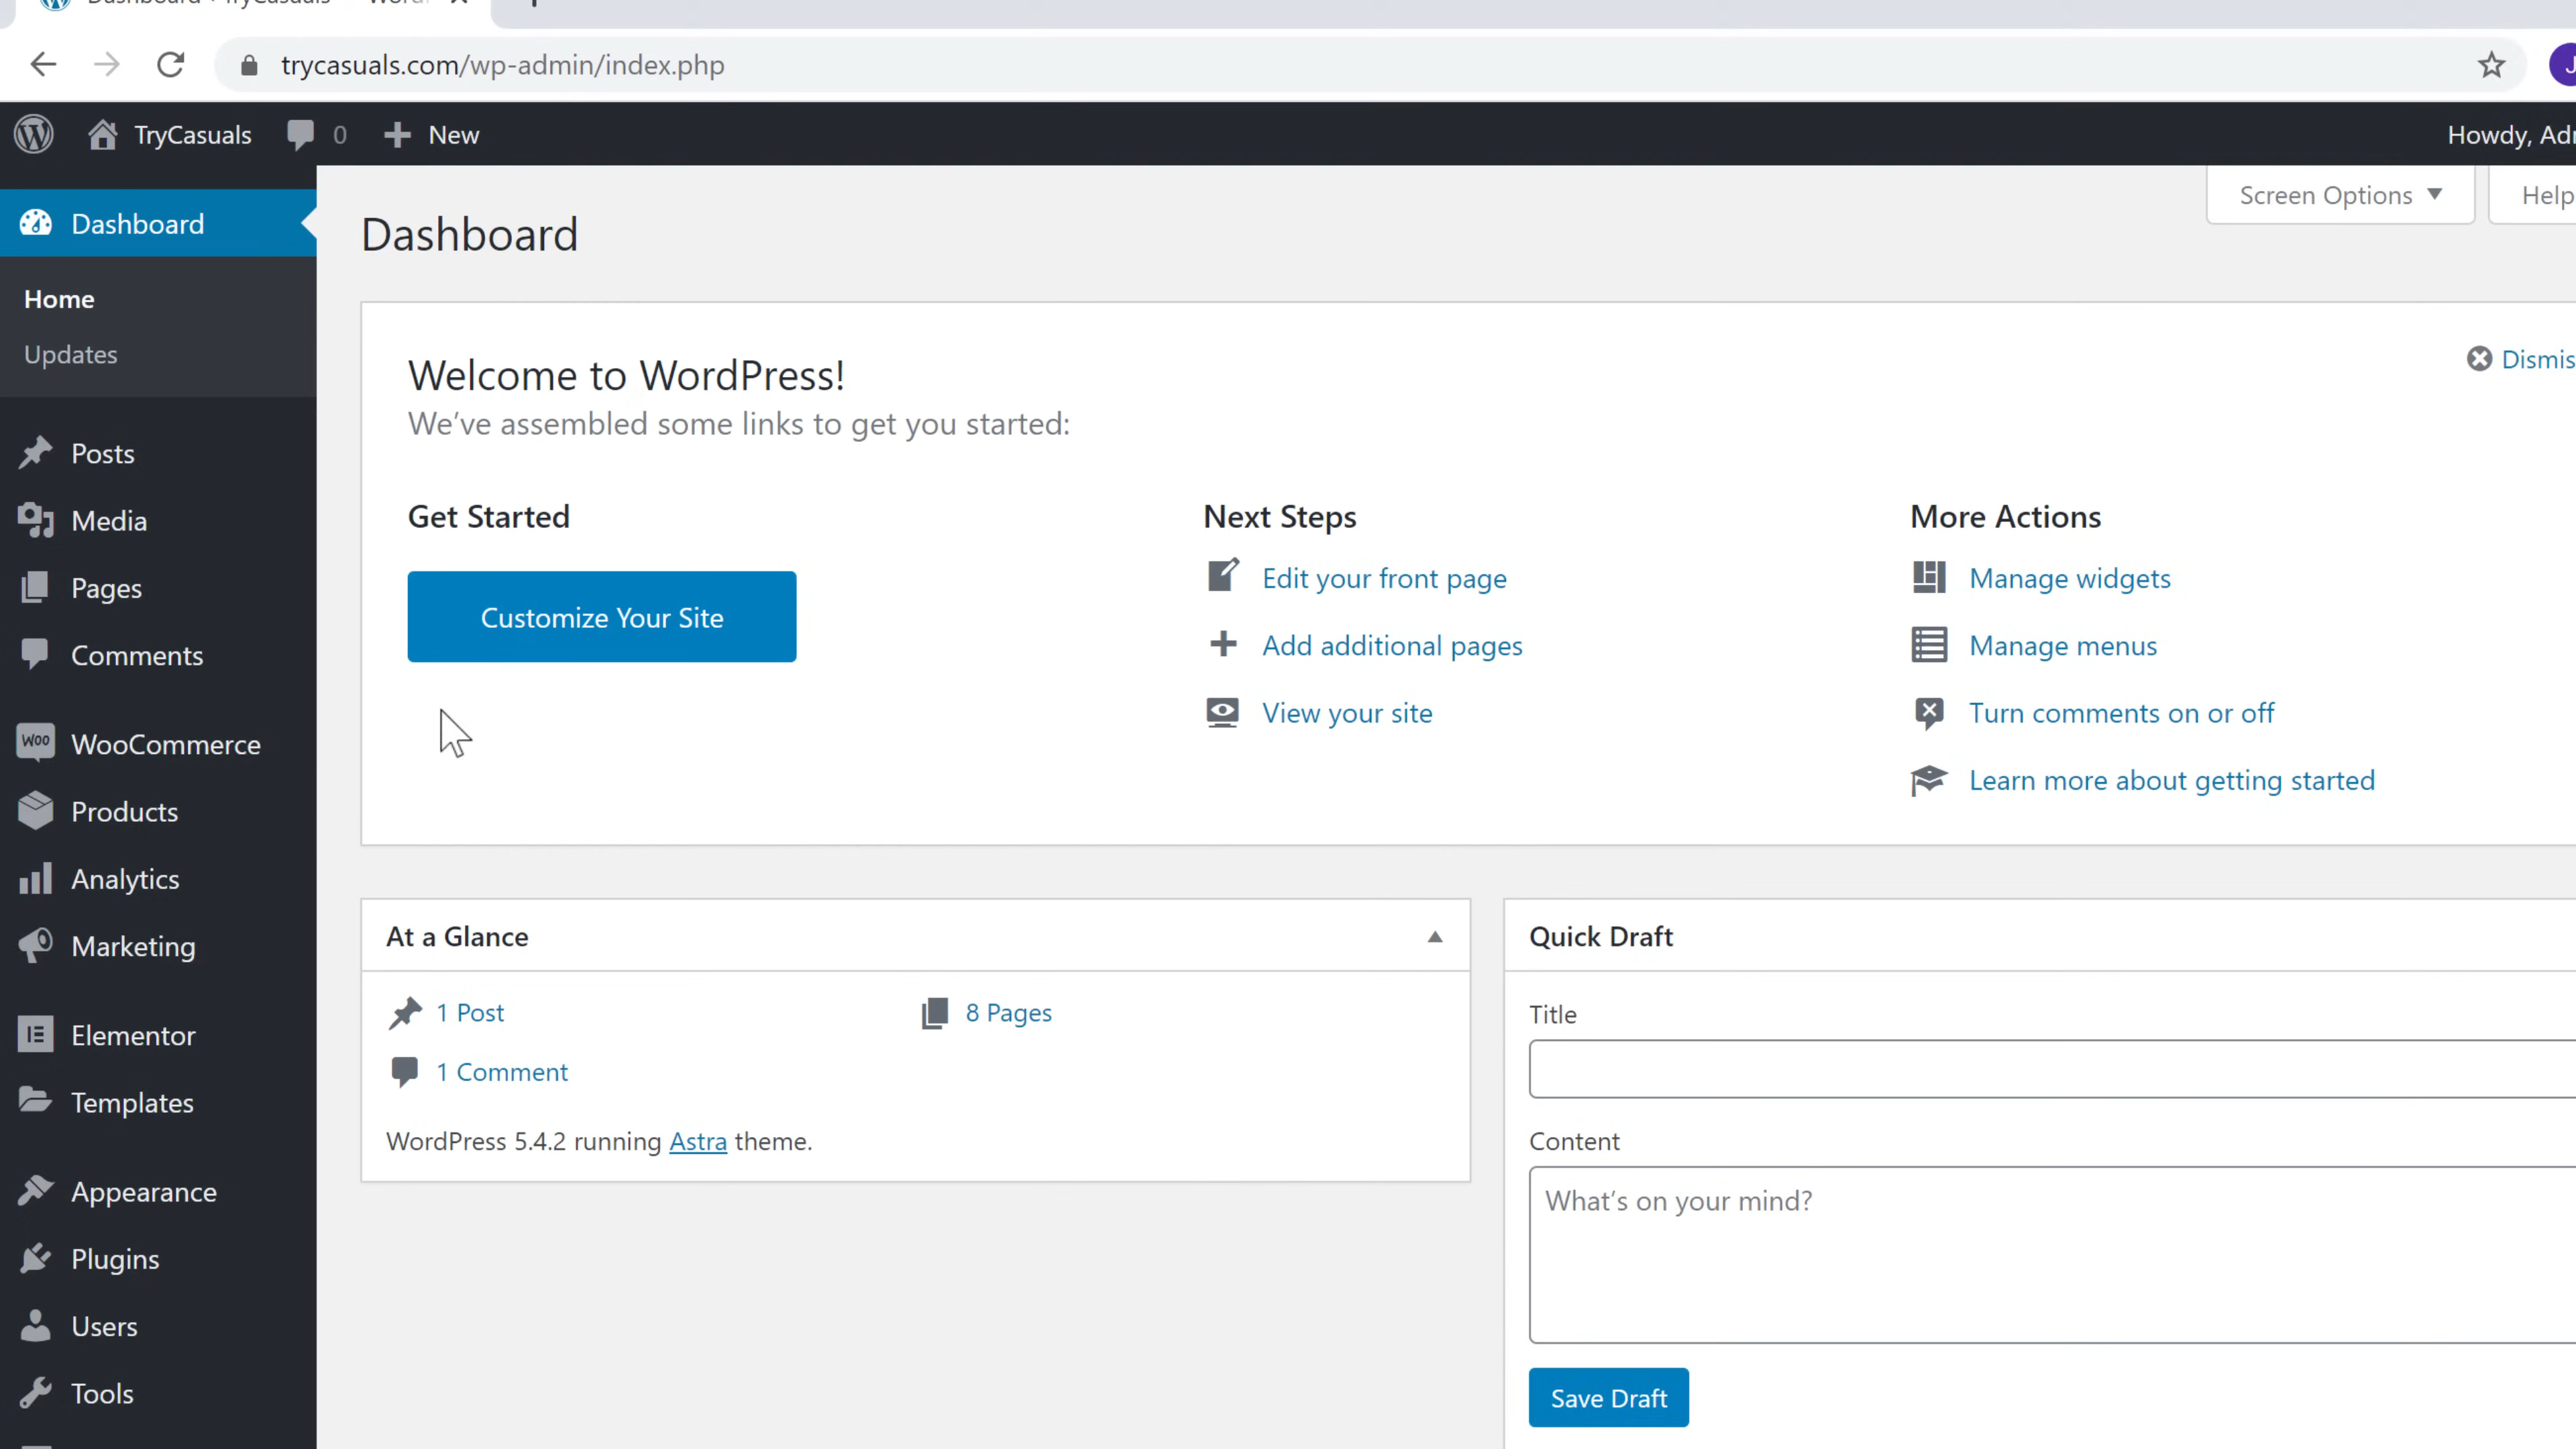 Dashboard ‹ TryCasuals — Word
trycasuals.com/wp-admin/index.php
J
TryCasuals
0
New
Howdy,
Screen Options
Help
Dashboard
Home
Updates
Posts
Media
Pages
Comments
Woo
WooCommerce
Products
Analytics
Marketing
Elementor
Templates
Appearance
Plugins
Users
Tools
Dashboard
Welcome to WordPress!
We've assembled some links to get you started:
Dismis
Get Started
Customize Your Site
Next Steps
Edit your front page
Add additional pages
View your site
More Actions
Manage widgets
Manage menus
Turn comments on or off
Learn more about getting started
At a Glance
1 Post
8 Pages
1 Comment
WordPress 5.4.2 running Astra theme.
Quick Draft
Title
Content
What's on your mind?
Save Draft